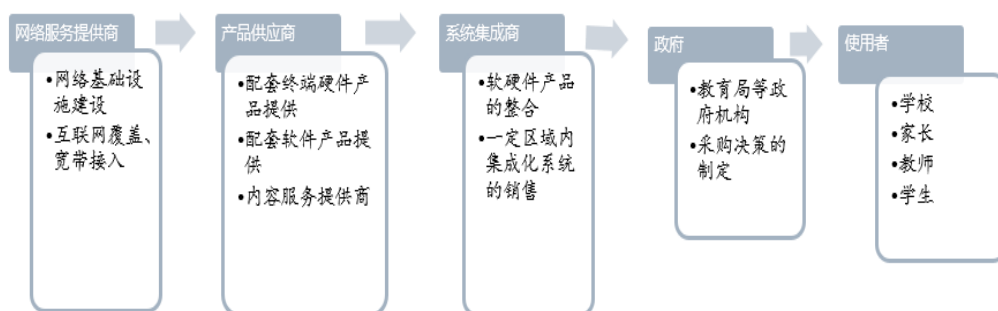 网络服务提供商
•网络基础设
施建设
•互联网覆盖、
宽带接入
产品供应商
•配套终端硬件产
品提供
•配套软件产品提
供
•内容服务提供商
系统集成商
•软硬件产品
的整合
•一定区域内
集成化系统
的销售
政府
•教育局等政
府机构
•采购决策的
制定
使用者
•学校
•家长
•教师
•学生